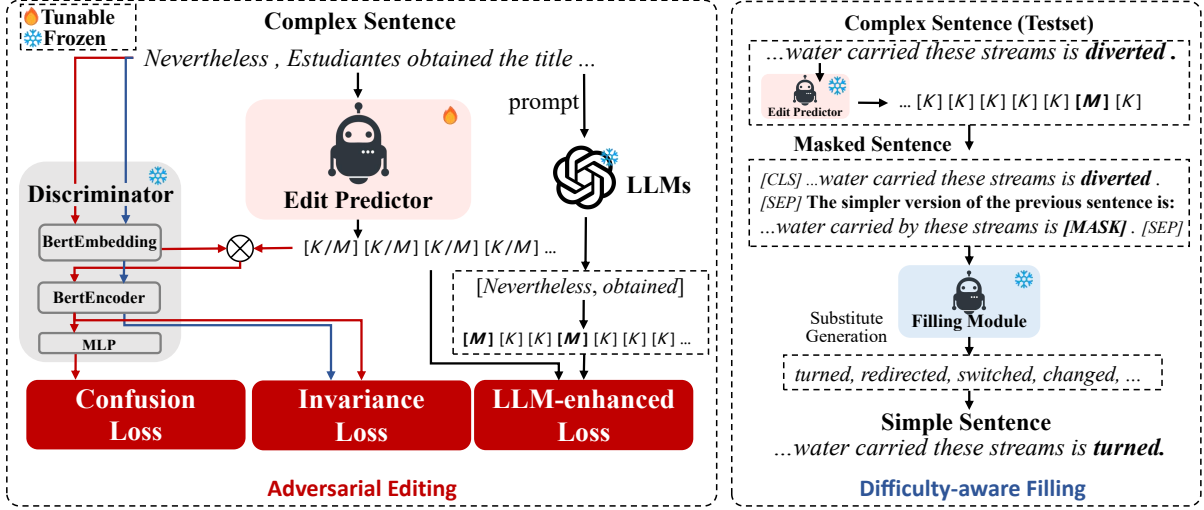 Tunable
Frozen
Complex Sentence
Nevertheless , Estudiantes obtained the title ...
prompt
Discriminator
Edit Predictor
LLMs
BertEmbedding
[K/M] [K/M] [K/M] [K/M] ...
BertEncoder
[Nevertheless, obtained]
MLP
[M] [K] [K] [M] [K] [K] [K] ...
Confusion
Loss
Invariance
Loss
LLM-enhanced
Loss
Adversarial Editing
Complex Sentence (Testset)
...water carried these streams is diverted .
Edit Predictor
... [K] [K] [K] [K] [K] [M] [K]
Masked Sentence
[CLS] ...water carried these streams is diverted .
[SEP] The simpler version of the previous sentence is:
...water carried by these streams is [MASK] . [SEP]
Substitute
Generation
Filling Module
turned, redirected, switched, changed, ...
Simple Sentence
...water carried these streams is turned.
Difficulty-aware Filling